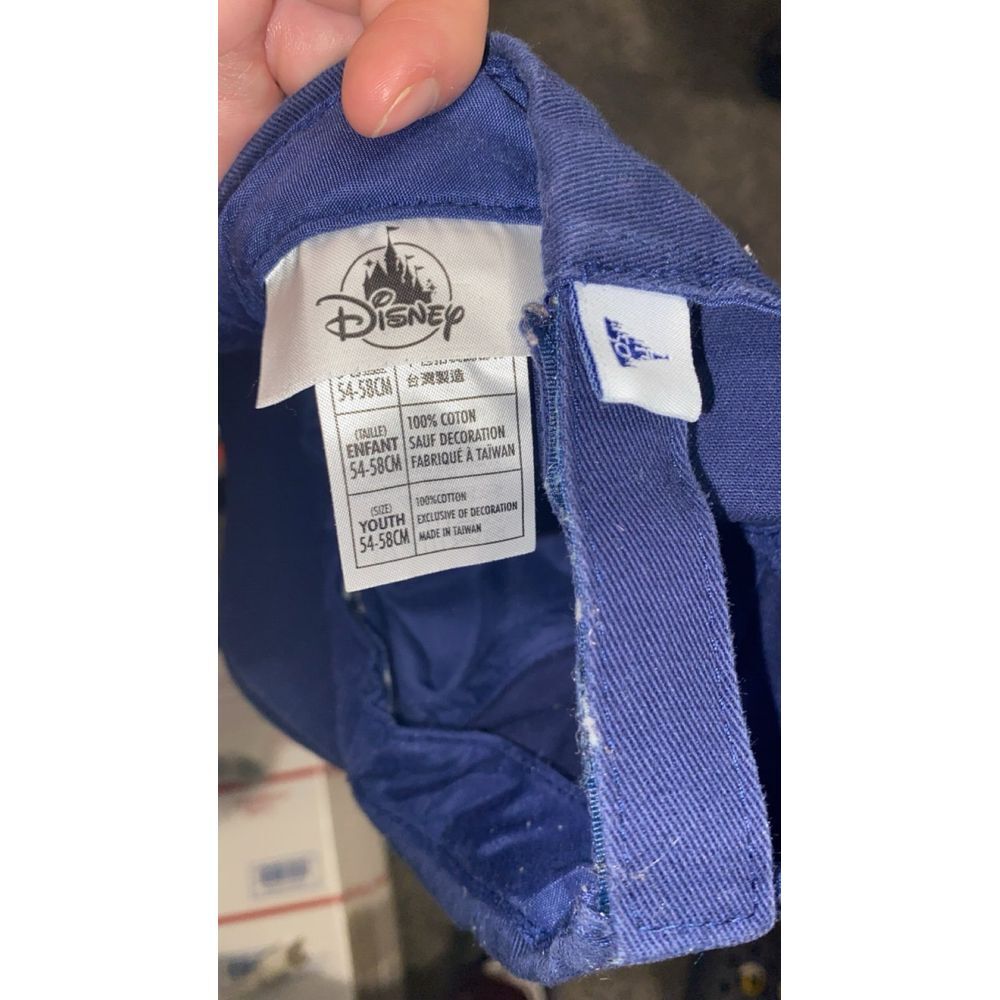 Disney
54-58CM
台灣製造
(TAILLE)
ENFANT
54-58CM
100% COTON
SAUF DECORATION
FABRIQUÉ À TAÏWAN
(SIZE)
YOUTH
54-58CM
100%COTTON
EXCLUSIVE OF DECORATION
MADE IN TAIWAN